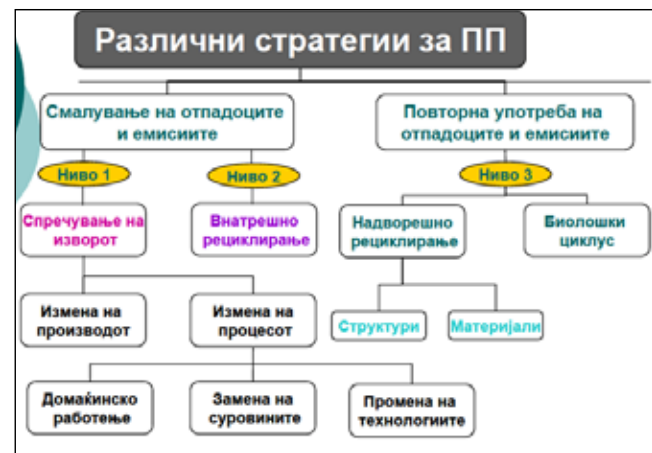 Различни стратегии за ПП
Смалување на отпадоците
и емисиите
Повторна употреба на
отпадоците и емисиите
Ниво 1
Ниво 2
Ниво 3
Спречување на
изворот
Внатрешно
рециклирање
Надворешно
рециклирање
Биолошки
циклус
Измена на
производот
Измена на
процесот
Структури
Материјали
Домаќинско
работење
Замена на
суровините
Промена на
технологиите